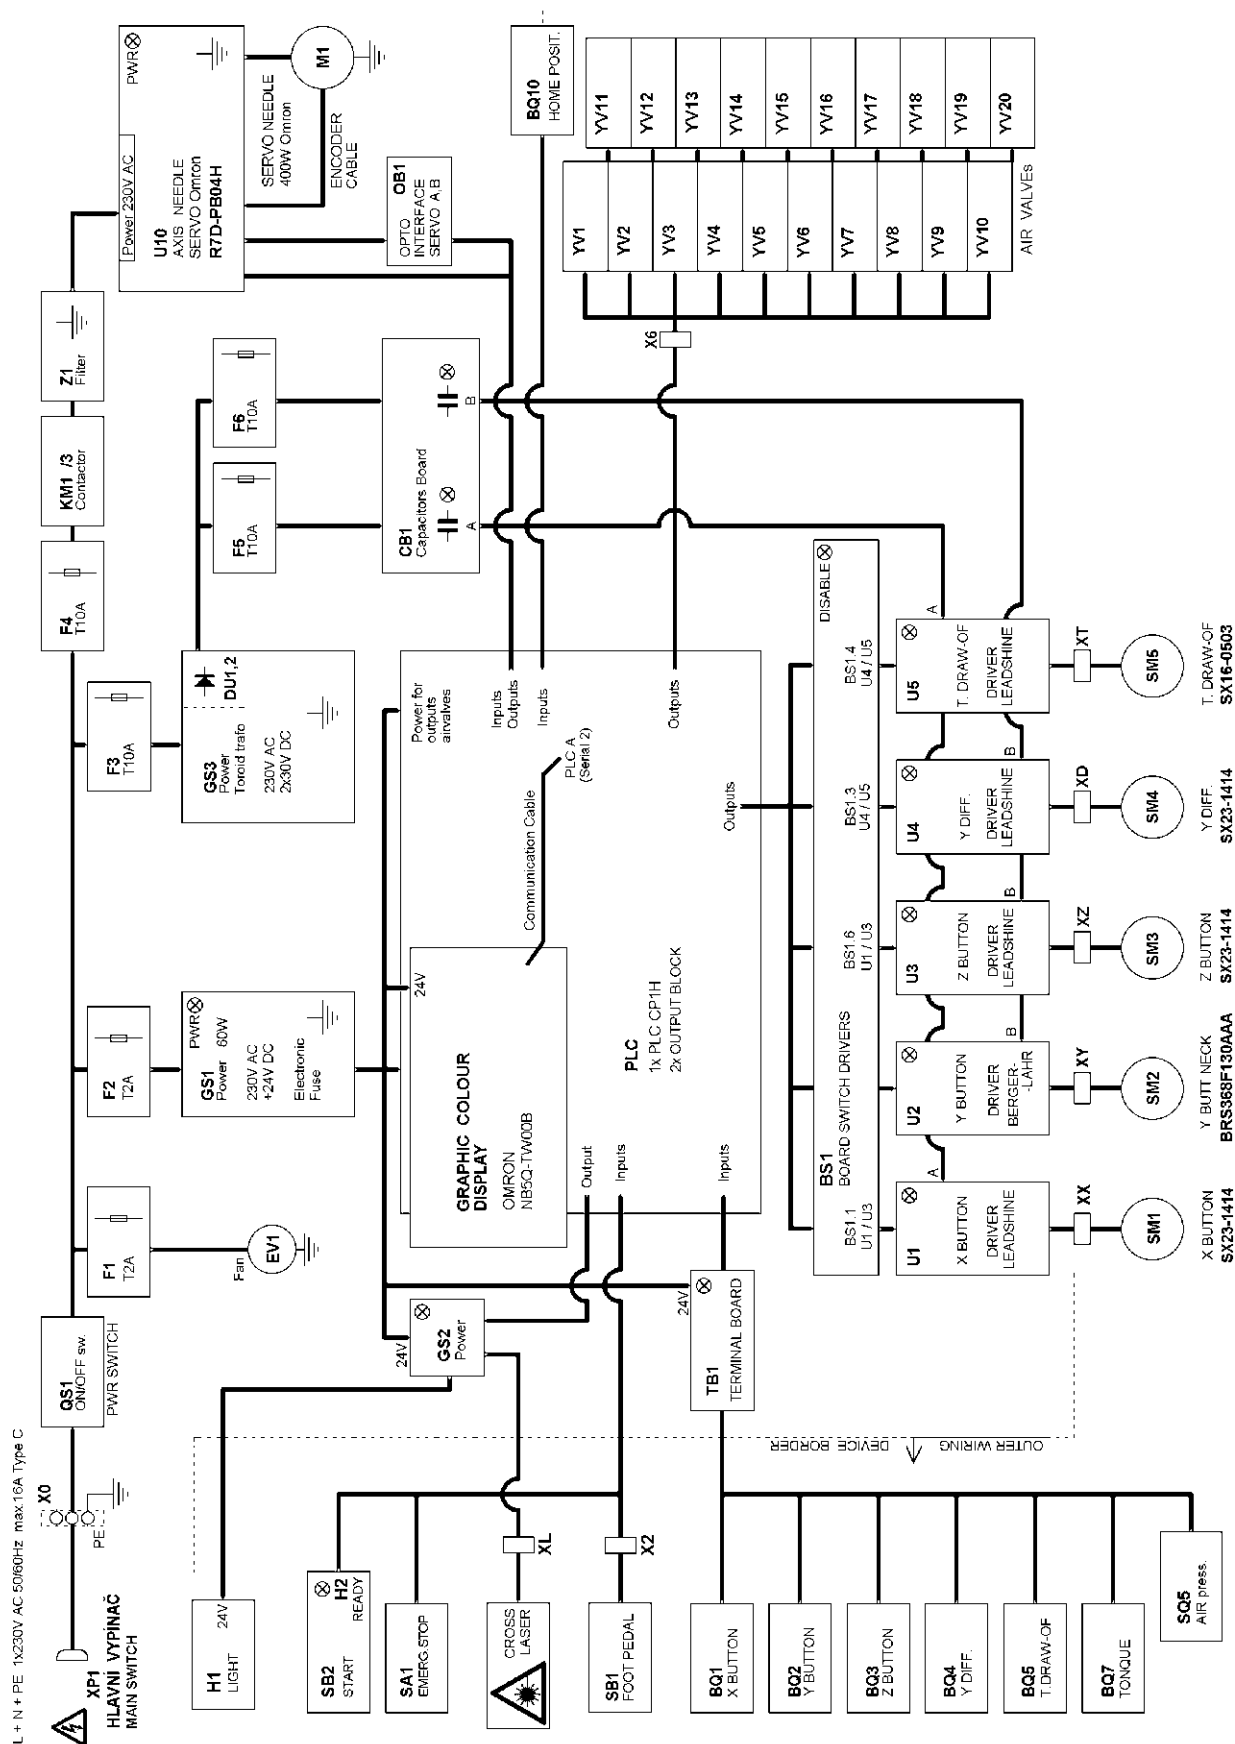 L + N + PE 1x230V AC 50/60Hz max.16A Type C
XP1
HLAVNÍ VYPÍNAČ
MAIN SWITCH
X0
PE
QS1
ON/OFF sw.
PWR SWITCH
F1
T2A
Fan
EV1
F2
T2A
GS1
Power 60W
PWR
230V AC
+24V DC
Electronic
Fuse
F3
T10A
GS3
Power
Toroid trafo
230V AC
2x30V DC
DU1,2
F4
T10A
KM1 /3
Contactor
Z1
Filter
F5
T10A
F6
T10A
CB1
Capacitors Board
A
B
Power 230V AC
PWR
U10
AXIS NEEDLE
SERVO Omron
R7D-PB04H
SERVO NEEDLE
400W Omron
M1
ENCODER
CABLE
OB1
OPTO
INTERFACE
SERVO A,B
BQ10
HOME POSIT.
H1
LIGHT
24V
24V
GS2
Power
SB2
START
H2
READY
SA1
EMERG.STOP
CROSS
LASER
XL
SB1
FOOT PEDAL
X2
24V
TB1
TERMINAL BOARD
BQ1
X BUTTON
BQ2
Y BUTTON
BQ3
Z BUTTON
BQ4
Y DIFF.
BQ5
T.DRAW-OF
BQ7
TONQUE
SQ5
AIR press.
DEVICE BORDER
OUTER WIRING
24V
GRAPHIC COLOUR
DISPLAY
OMRON
NB5Q-TW00B
Communication Cable
PLC A
(Serial 2)
PLC
1x PLC CP1H
2x OUTPUT BLOCK
Power for
outputs
airvalves
Inputs
Outputs
Inputs
Outputs
Outputs
Output
Inputs
Inputs
X6
YV1
YV2
YV3
YV4
YV5
YV6
YV7
YV8
YV9
YV10
YV11
YV12
YV13
YV14
YV15
YV16
YV17
YV18
YV19
YV20
AIR VALVEs
BS1
BOARD SWITCH DRIVERS
DISABLE
BS1.1
U1 / U3
BS1.6
U1 / U3
BS1.3
U4 / U5
BS1.4
U4 / U5
U1
X BUTTON
DRIVER
LEADSHINE
A
U2
Y BUTTON
DRIVER
BERGER-
-LAHR
B
U3
Z BUTTON
DRIVER
LEADSHINE
B
U4
Y DIFF.
DRIVER
LEADSHINE
B
U5
T. DRAW-OF
DRIVER
LEADSHINE
A
XX
XY
XZ
XD
XT
SM1
SM2
SM3
SM4
SM5
X BUTTON
SX23-1414
Y BUTT NECK
BRS368F130AAA
Z BUTTON
SX23-1414
Y DIFF.
SX23-1414
T. DRAW-OF
SX16-0503